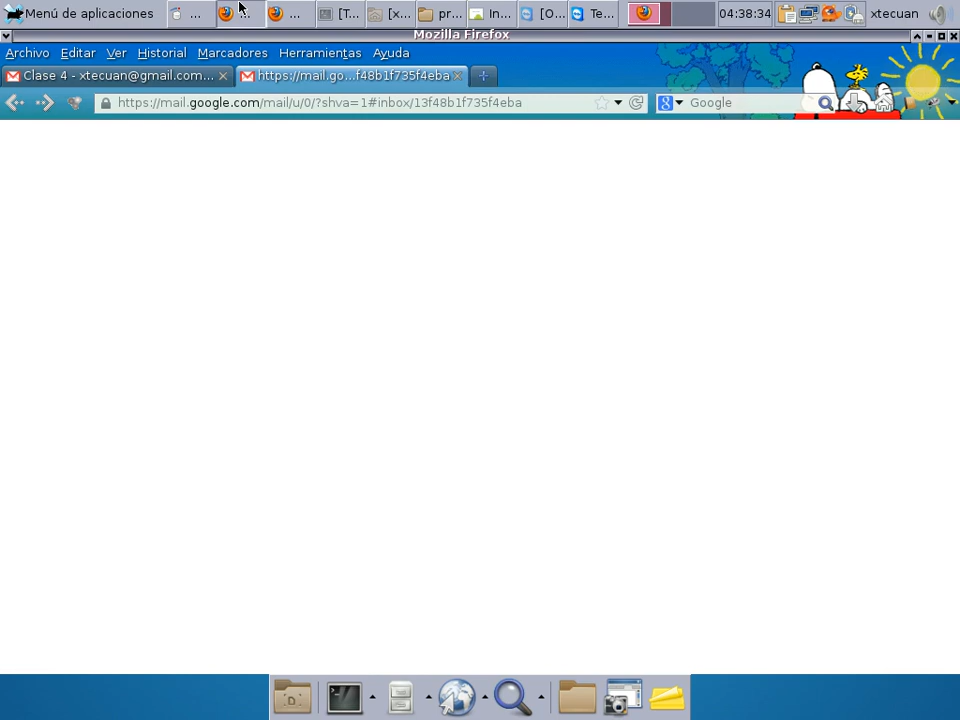 Menú de aplicaciones ... ... ... [T... [x... pr... In... [O... Te... 04:38:34 xtecuan
Mozilla Firefox
Archivo Editar Ver Historial Marcadores Herramientas Ayuda
Clase 4 - xtecuan@gmail.com... https://mail.go...f48b1f735f4eba
https://mail.google.com/mail/u/0/?shva=1#inbox/13f48b1f735f4eba Google